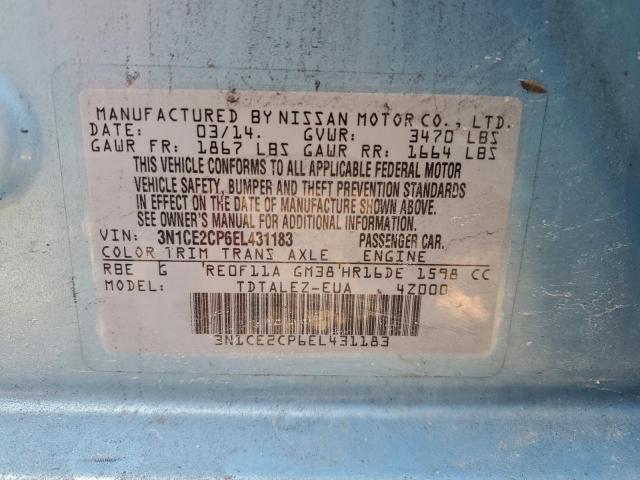 MANUFACTURED BY NISSAN MOTOR CO., LTD.
DATE: 03/14. GVWR: 3470 LBS
GAWR FR: 1867 LBS GAWR RR: 1664 LBS
THIS VEHICLE CONFORMS TO ALL APPLICABLE FEDERAL MOTOR
VEHICLE SAFETY, BUMPER AND THEFT PREVENTION STANDARDS
IN EFFECT ON THE DATE OF MANUFACTURE SHOWN ABOVE.
SEE OWNER'S MANUAL FOR ADDITIONAL INFORMATION.
VIN: 3N1CE2CP6EL431183 PASSENGER CAR.
COLOR TRIM TRANS AXLE ENGINE
RBE G RE0F11A GM38 HR16DE 1598 CC
TDTALEZ-EUA 4Z000
3N1CE2CP6EL431183